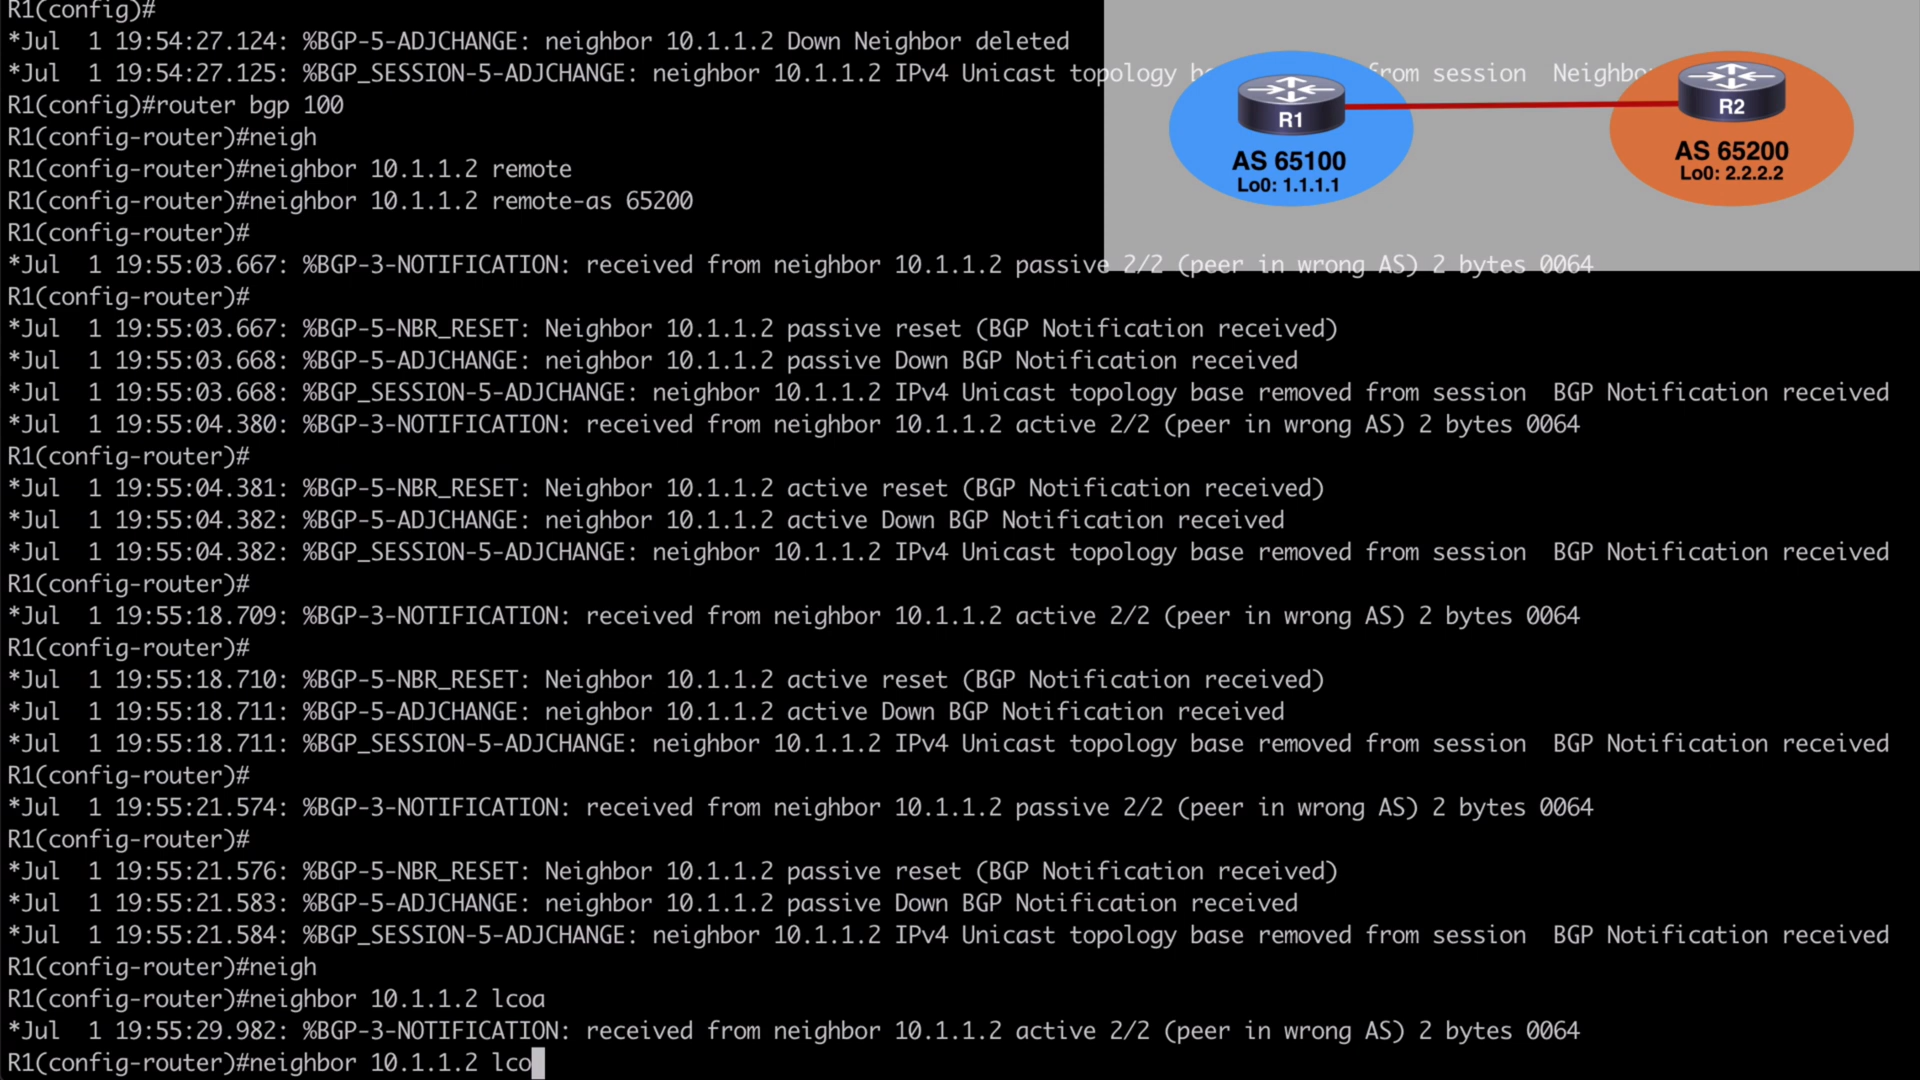 R1(config)#
*Jul  1 19:54:27.124: %BGP-5-ADJCHANGE: neighbor 10.1.1.2 Down Neighbor deleted
*Jul  1 19:54:27.125: %BGP_SESSION-5-ADJCHANGE: neighbor 10.1.1.2 IPv4 Unicast topology from session  Neighbo
R1(config)#router bgp 100
R1(config-router)#neigh
R1(config-router)#neighbor 10.1.1.2 remote
R1(config-router)#neighbor 10.1.1.2 remote-as 65200
R1(config-router)#
*Jul  1 19:55:03.667: %BGP-3-NOTIFICATION: received from neighbor 10.1.1.2 passive 2/2 (peer in wrong AS) 2 bytes 0064
R1(config-router)#
*Jul  1 19:55:03.667: %BGP-5-NBR_RESET: Neighbor 10.1.1.2 passive reset (BGP Notification received)
*Jul  1 19:55:03.668: %BGP-5-ADJCHANGE: neighbor 10.1.1.2 passive Down BGP Notification received
*Jul  1 19:55:03.668: %BGP_SESSION-5-ADJCHANGE: neighbor 10.1.1.2 IPv4 Unicast topology base removed from session  BGP Notification received
*Jul  1 19:55:04.380: %BGP-3-NOTIFICATION: received from neighbor 10.1.1.2 active 2/2 (peer in wrong AS) 2 bytes 0064
R1(config-router)#
*Jul  1 19:55:04.381: %BGP-5-NBR_RESET: Neighbor 10.1.1.2 active reset (BGP Notification received)
*Jul  1 19:55:04.382: %BGP-5-ADJCHANGE: neighbor 10.1.1.2 active Down BGP Notification received
*Jul  1 19:55:04.382: %BGP_SESSION-5-ADJCHANGE: neighbor 10.1.1.2 IPv4 Unicast topology base removed from session  BGP Notification received
R1(config-router)#
*Jul  1 19:55:18.709: %BGP-3-NOTIFICATION: received from neighbor 10.1.1.2 active 2/2 (peer in wrong AS) 2 bytes 0064
R1(config-router)#
*Jul  1 19:55:18.710: %BGP-5-NBR_RESET: Neighbor 10.1.1.2 active reset (BGP Notification received)
*Jul  1 19:55:18.711: %BGP-5-ADJCHANGE: neighbor 10.1.1.2 active Down BGP Notification received
*Jul  1 19:55:18.711: %BGP_SESSION-5-ADJCHANGE: neighbor 10.1.1.2 IPv4 Unicast topology base removed from session  BGP Notification received
R1(config-router)#
*Jul  1 19:55:21.574: %BGP-3-NOTIFICATION: received from neighbor 10.1.1.2 passive 2/2 (peer in wrong AS) 2 bytes 0064
R1(config-router)#
*Jul  1 19:55:21.576: %BGP-5-NBR_RESET: Neighbor 10.1.1.2 passive reset (BGP Notification received)
*Jul  1 19:55:21.583: %BGP-5-ADJCHANGE: neighbor 10.1.1.2 passive Down BGP Notification received
*Jul  1 19:55:21.584: %BGP_SESSION-5-ADJCHANGE: neighbor 10.1.1.2 IPv4 Unicast topology base removed from session  BGP Notification received
R1(config-router)#neigh
R1(config-router)#neighbor 10.1.1.2 lcoa
*Jul  1 19:55:29.982: %BGP-3-NOTIFICATION: received from neighbor 10.1.1.2 active 2/2 (peer in wrong AS) 2 bytes 0064
R1(config-router)#neighbor 10.1.1.2 lco
R1
AS 65100
Lo0: 1.1.1.1
R2
AS 65200
Lo0: 2.2.2.2